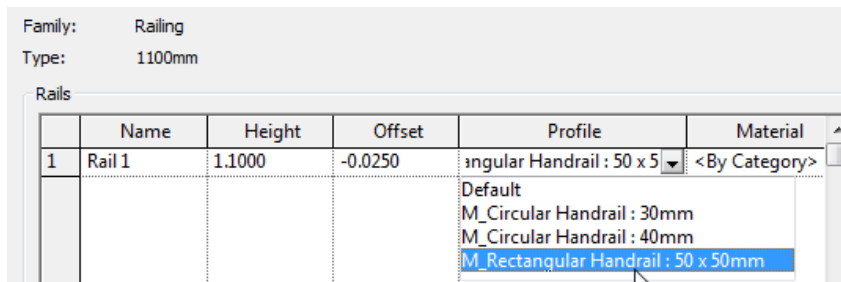 Family: Railing
Type: 1100mm
Rails
Name Height Offset Profile Material
1 Rail 1 1.1000 -0.0250 angular Handrail : 50 x 5 <By Category>
Default
M_Circular Handrail : 30mm
M_Circular Handrail : 40mm
M_Rectangular Handrail : 50 x 50mm